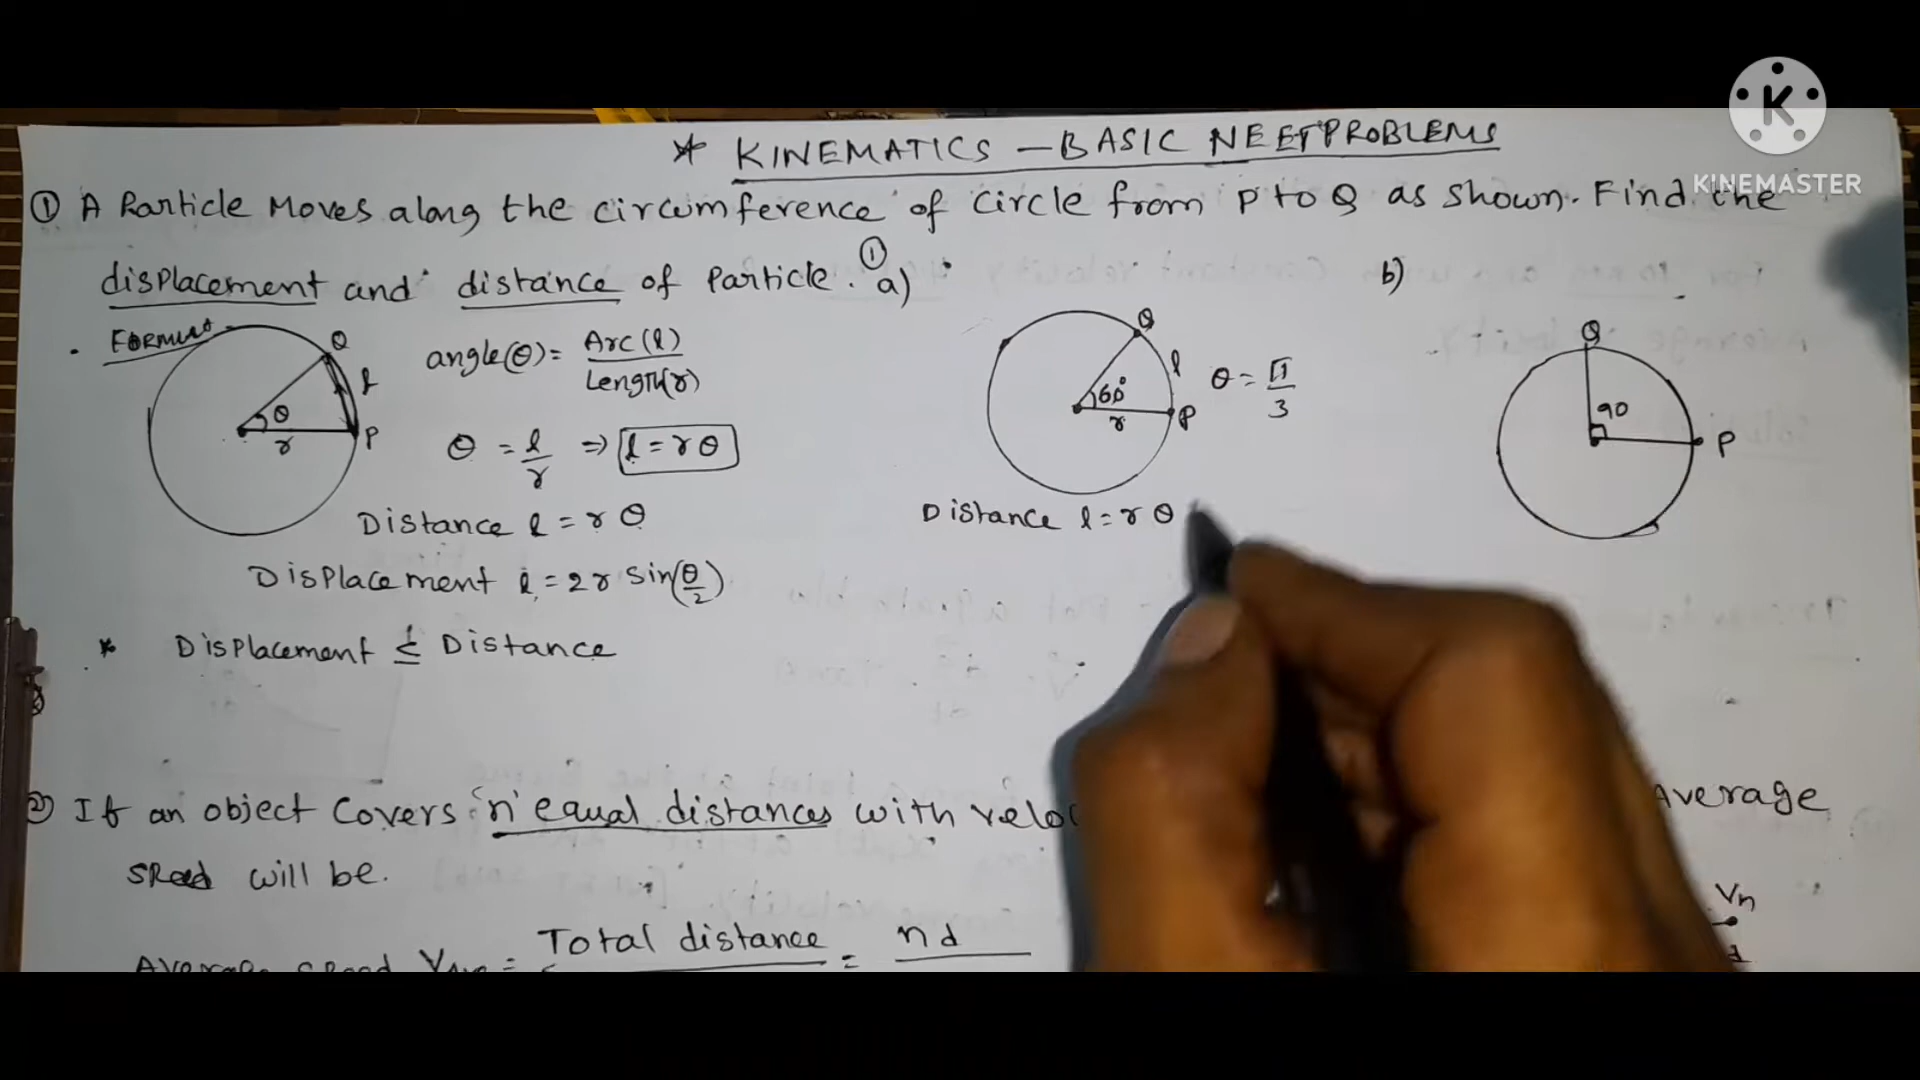 KINEMASTER
* KINEMATICS - BASIC NEET PROBLEMS
① A Particle Moves along the circumference of circle from P to Q as shown. Find the
displacement and distance of Particle. ① a)
b)
Formula
Q
l
θ
r
P
angle(θ) = Arc (l) / Length(r)
θ = l/r ⇒ l = rθ
Distance l = r θ
Displacement l = 2r sin(θ/2)
* Displacement ≤ Distance
Q
l
60°
r
P
θ = π/3
Distance l = r θ
Q
90
P
② If an object covers 'n' equal distances with velo
Average
speed will be.
Vn
d
Average speed = Total distance = nd